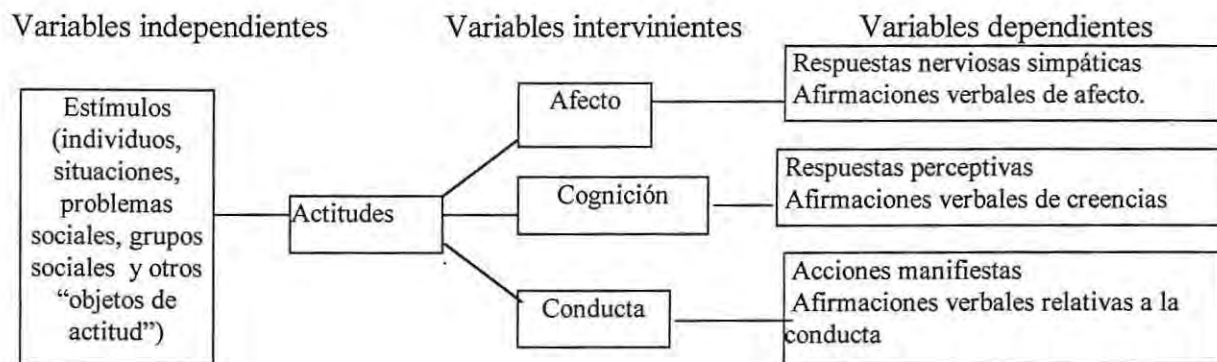 Variables independientes
Variables intervinientes
Variables dependientes
Estímulos
(individuos,
situaciones,
problemas
sociales, grupos
sociales y otros
“objetos de
actitud”)
Actitudes
Afecto
Cognición
Conducta
Respuestas nerviosas simpáticas
Afirmaciones verbales de afecto.
Respuestas perceptivas
Afirmaciones verbales de creencias
Acciones manifiestas
Afirmaciones verbales relativas a la
conducta